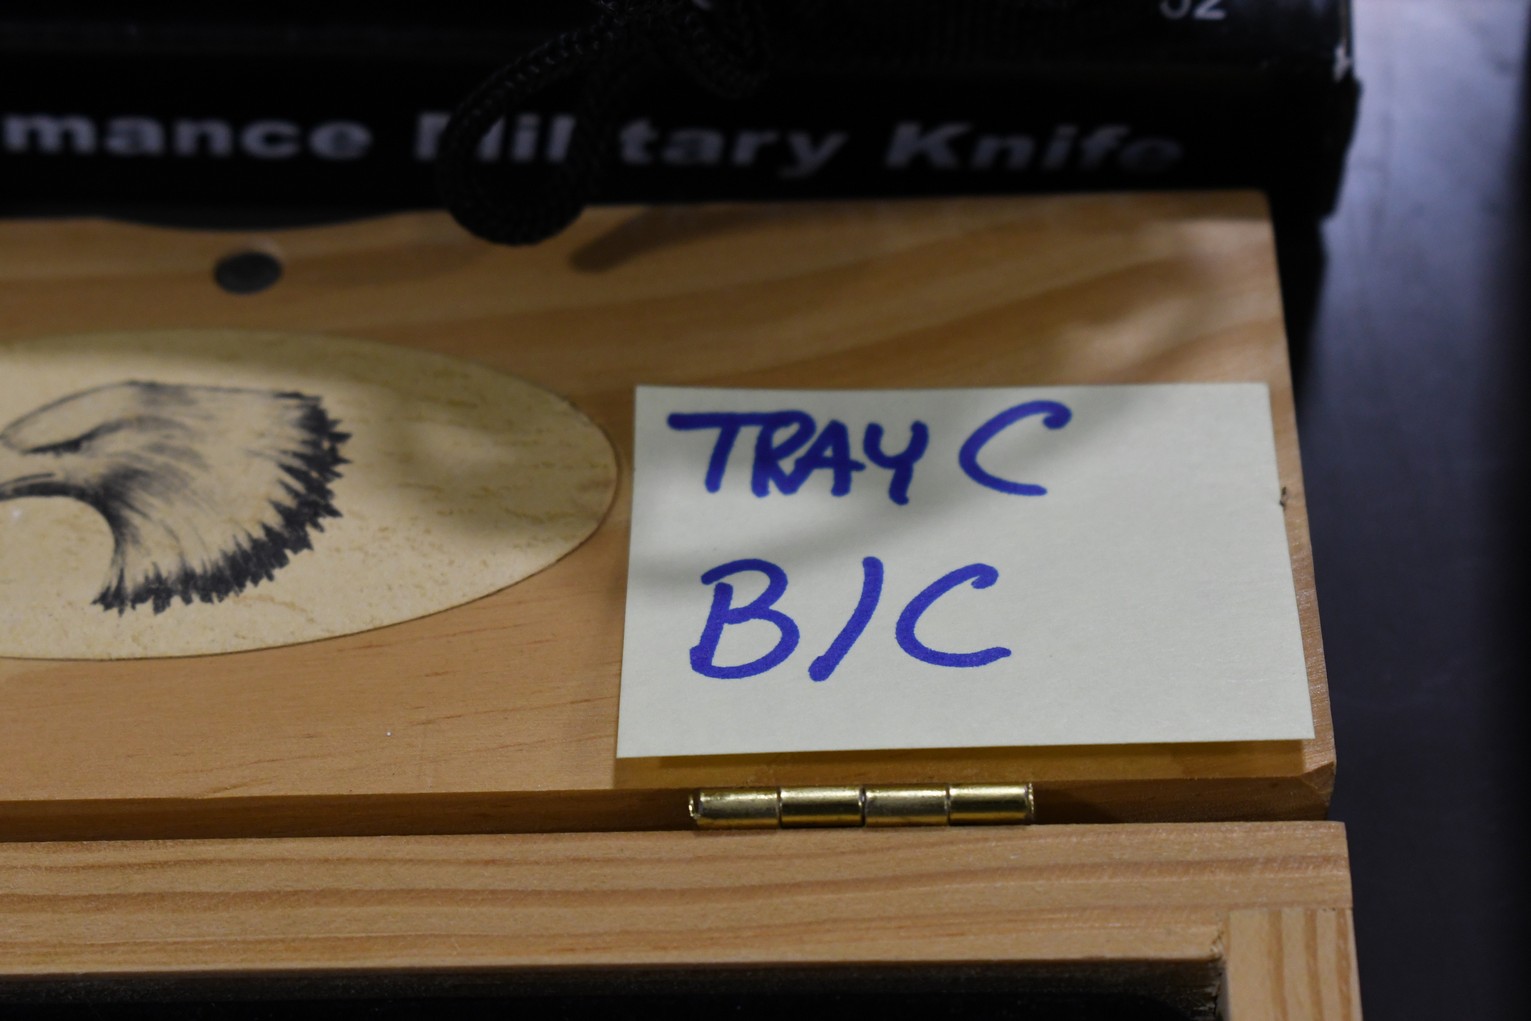 mance Military Knife
TRAY C
B/C